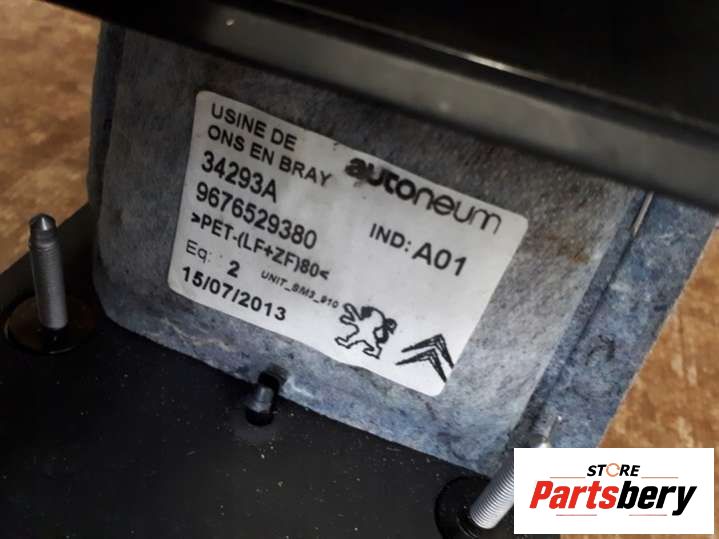 USINE DE
ONS EN BRAY
autoneum
34293A
9676529380
IND: A01
>PET-(LF+ZF)80<
Eq: 2 UNIT_SM3_910
15/07/2013
STORE
Partsbery